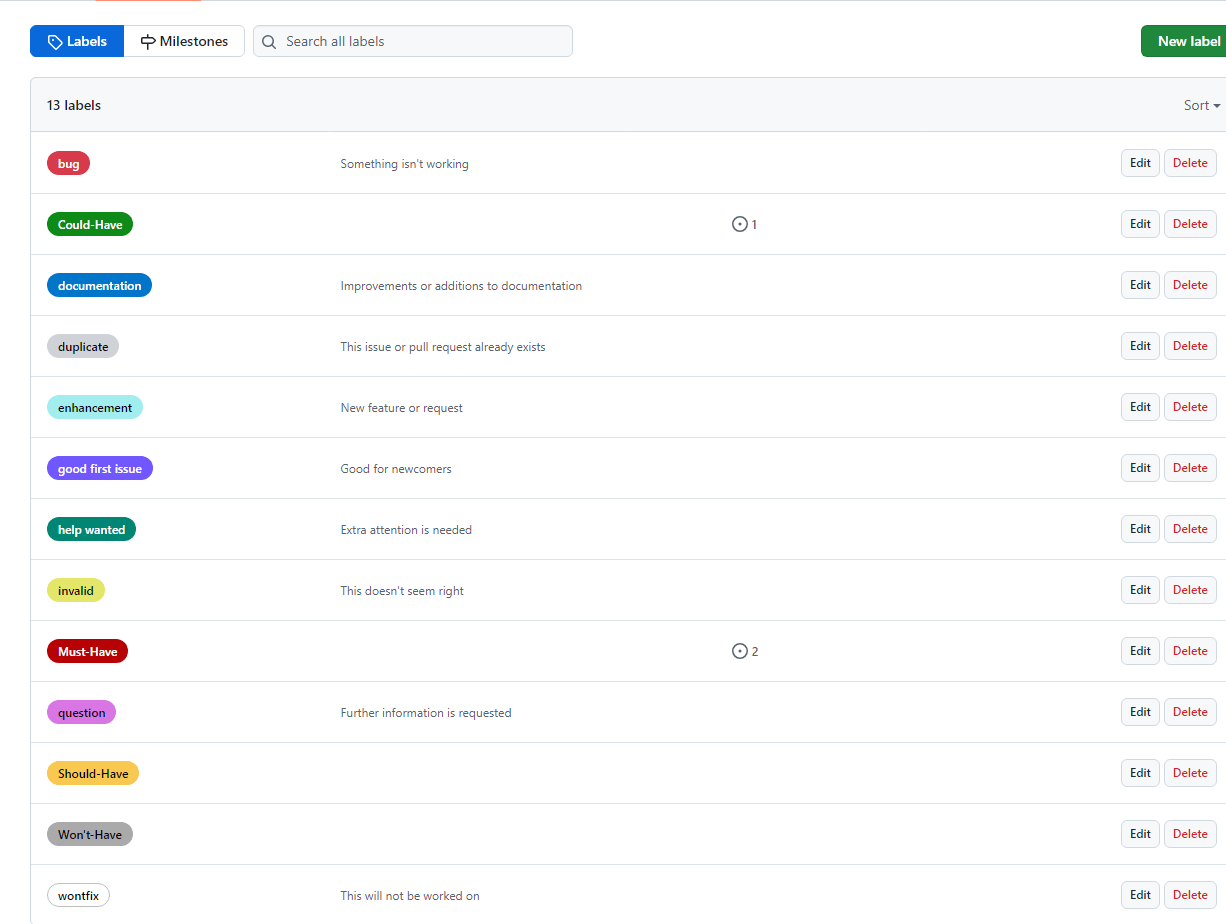 Labels Milestones Search all labels New label
13 labels Sort
bug Something isn't working Edit Delete
Could-Have 1 Edit Delete
documentation Improvements or additions to documentation Edit Delete
duplicate This issue or pull request already exists Edit Delete
enhancement New feature or request Edit Delete
good first issue Good for newcomers Edit Delete
help wanted Extra attention is needed Edit Delete
invalid This doesn't seem right Edit Delete
Must-Have 2 Edit Delete
question Further information is requested Edit Delete
Should-Have Edit Delete
Won't-Have Edit Delete
wontfix This will not be worked on Edit Delete